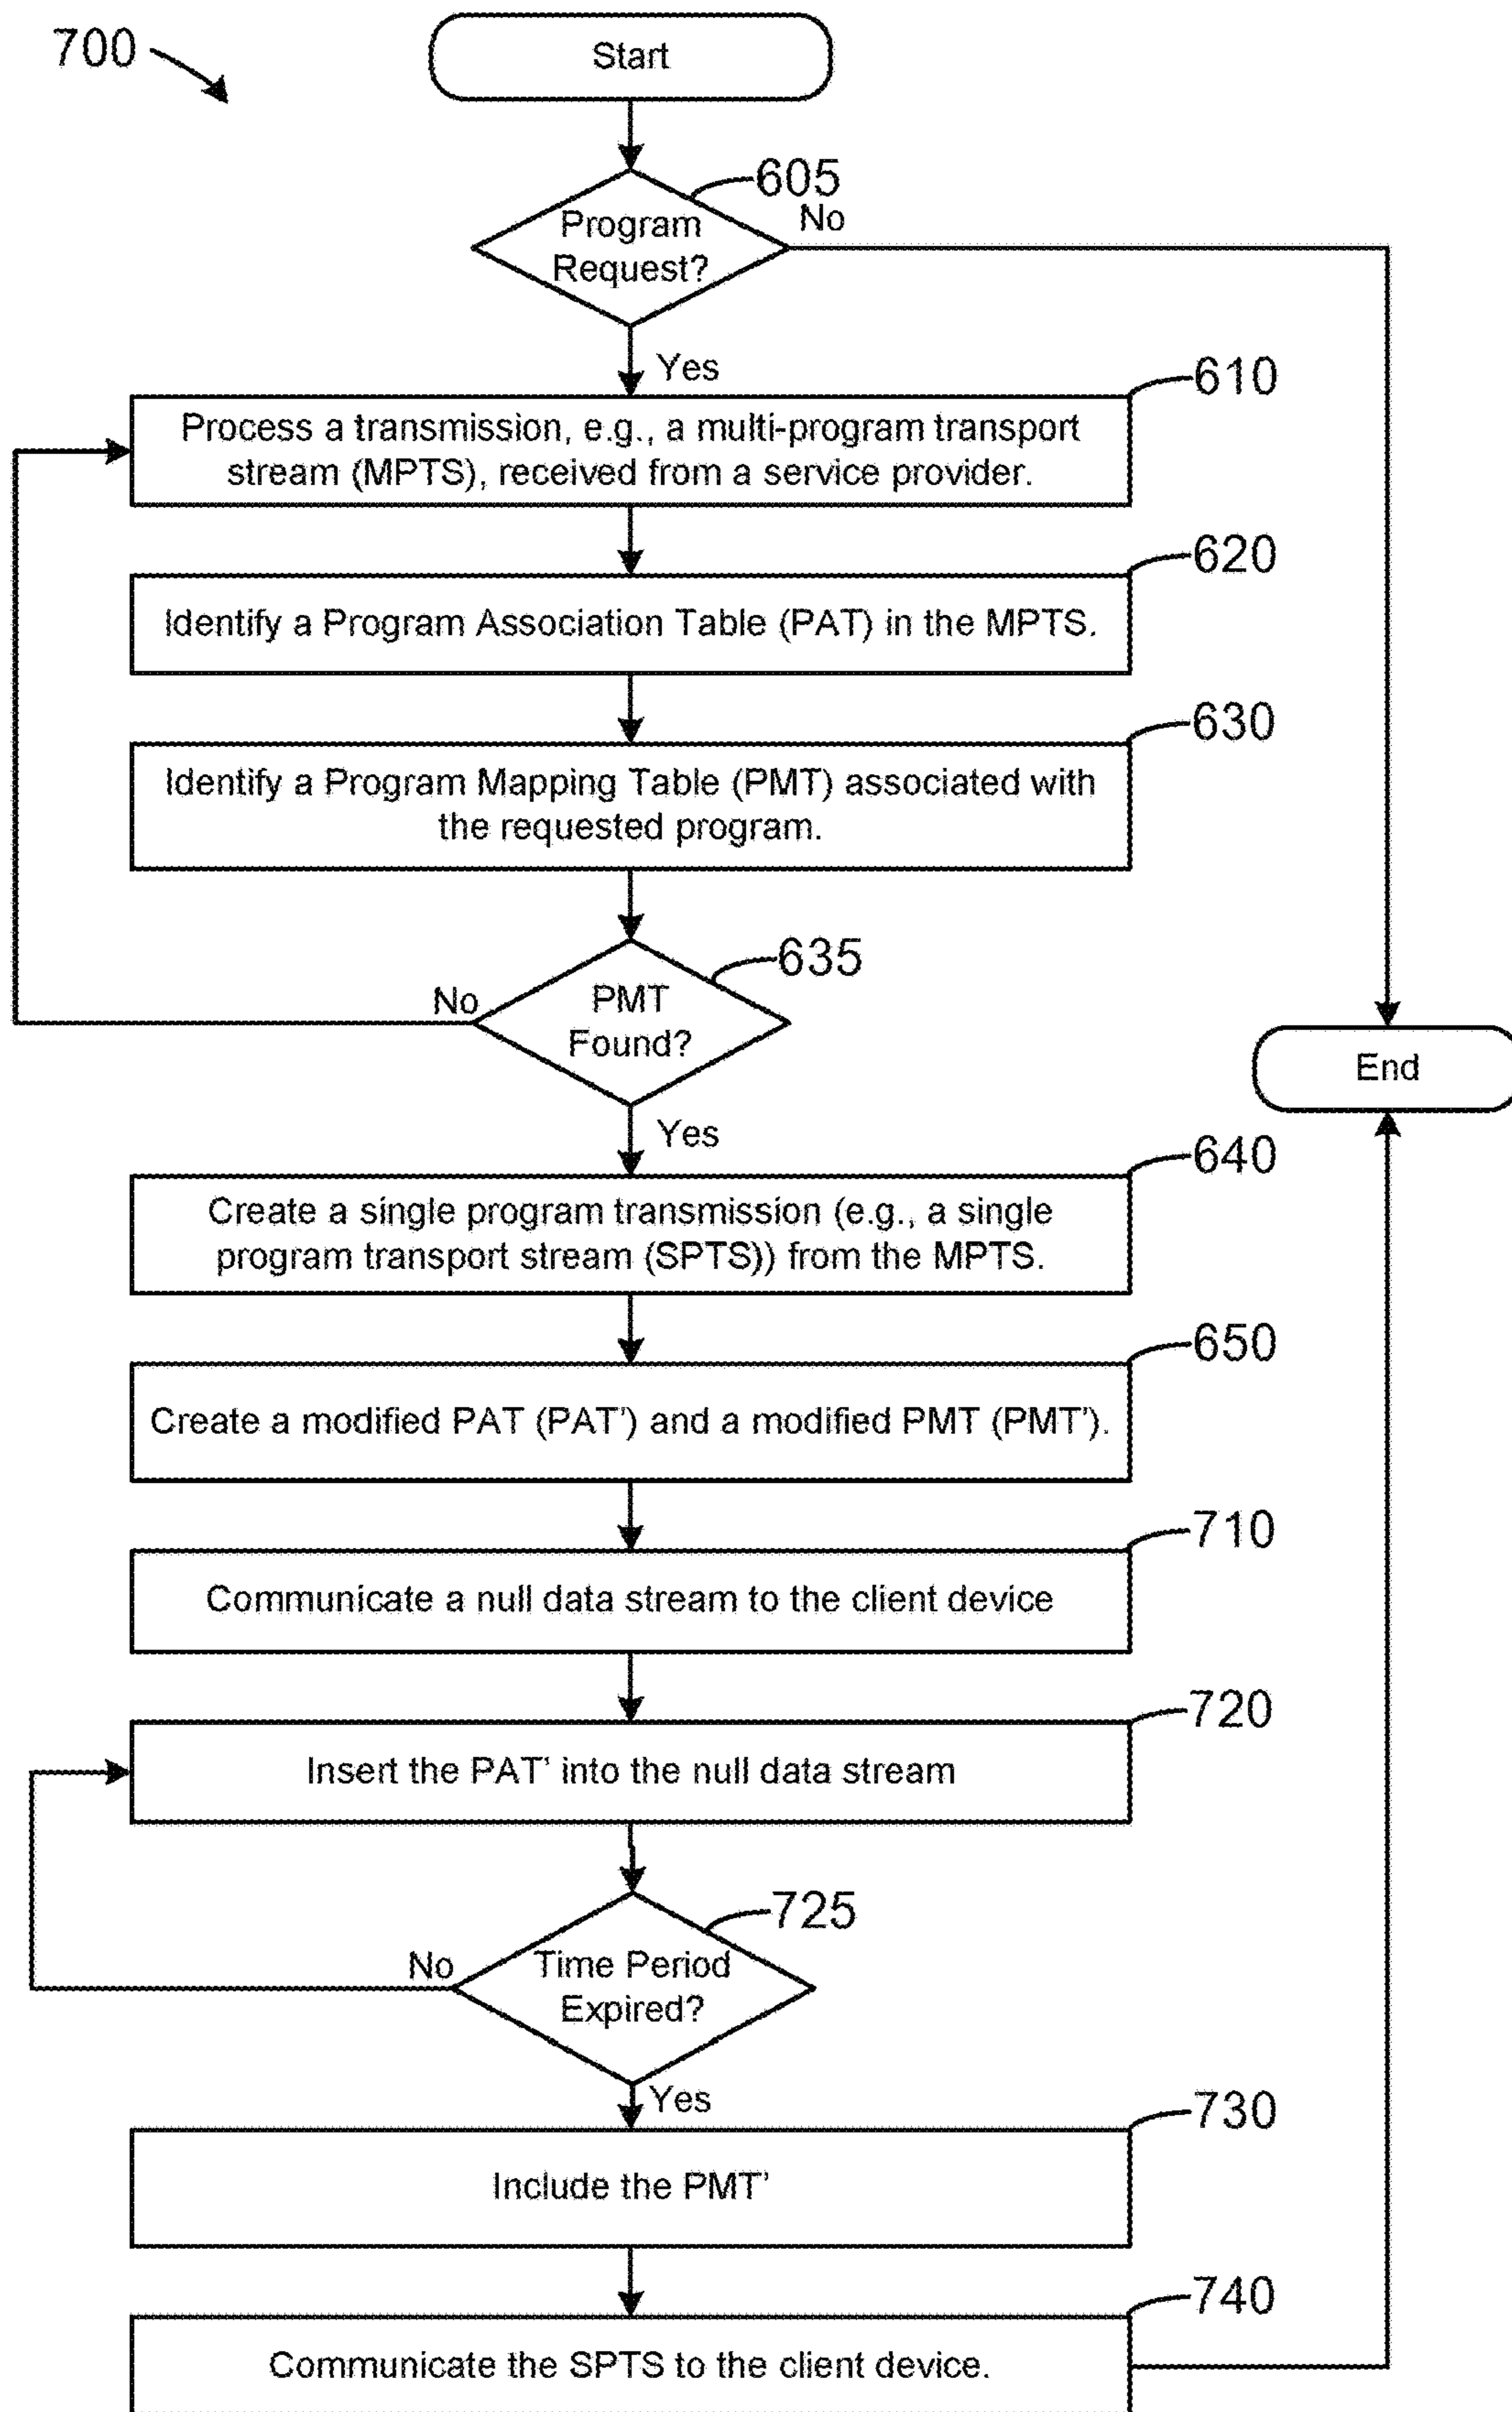 700
Start
605
Program
Request?
No
Yes
610
Process a transmission, e.g., a multi-program transport
stream (MPTS), received from a service provider.
620
Identify a Program Association Table (PAT) in the MPTS.
630
Identify a Program Mapping Table (PMT) associated with
the requested program.
635
No
PMT
Found?
End
Yes
640
Create a single program transmission (e.g., a single
program transport stream (SPTS)) from the MPTS.
650
Create a modified PAT (PAT') and a modified PMT (PMT').
710
Communicate a null data stream to the client device
720
Insert the PAT' into the null data stream
725
No
Time Period
Expired?
Yes
730
Include the PMT'
740
Communicate the SPTS to the client device.